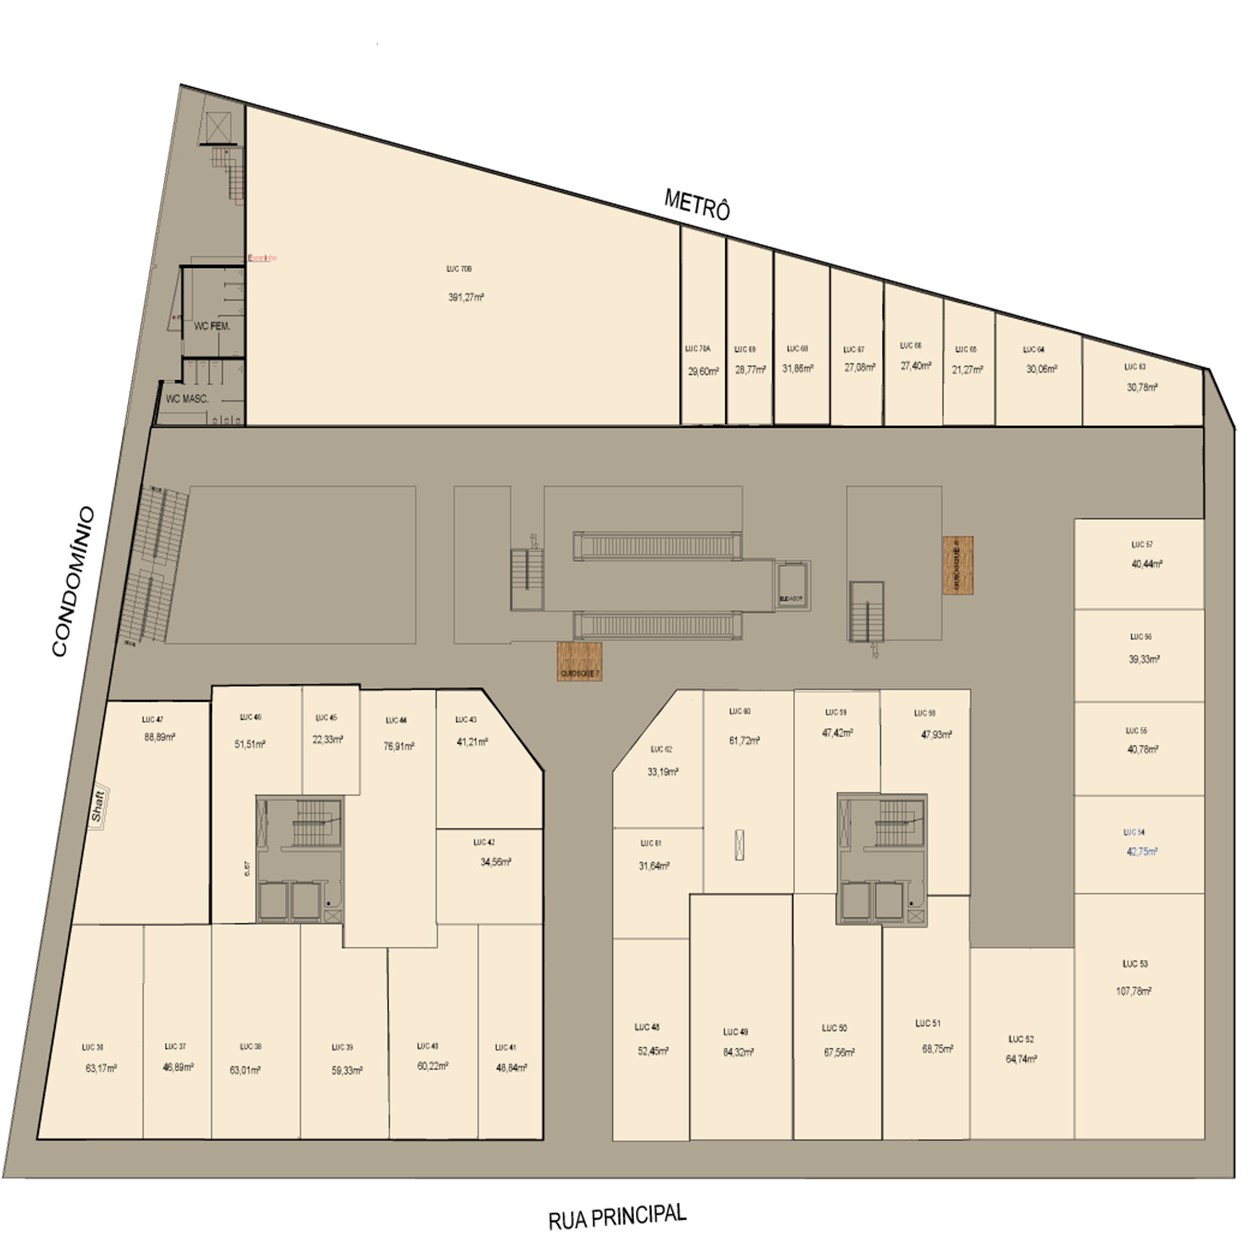 METRÔ
Escaninho
LUC 70B
391,27m²
LUC 70A
29,60m²
LUC 69
28,77m²
LUC 68
31,86m²
LUC 67
27,08m²
LUC 66
27,40m²
LUC 65
21,27m²
LUC 64
30,06m²
LUC 63
30,78m²
WC FEM.
WC MASC.
CONDOMÍNIO
ELEVADOR
QUIOSQUE 8
QUIOSQUE 7
LUC 57
40,44m²
LUC 56
39,33m²
LUC 55
40,78m²
LUC 54
42,75m²
LUC 53
107,78m²
LUC 47
88,89m²
Shaft
LUC 46
51,51m²
LUC 45
22,33m²
LUC 44
76,91m²
LUC 43
41,21m²
LUC 42
34,56m²
LUC 62
33,19m²
LUC 60
61,72m²
LUC 59
47,42m²
LUC 58
47,93m²
LUC 61
31,64m²
LUC 36
63,17m²
LUC 37
46,89m²
LUC 38
63,01m²
LUC 39
59,33m²
LUC 40
60,22m²
LUC 41
48,84m²
LUC 48
52,45m²
LUC 49
84,32m²
LUC 50
67,56m²
LUC 51
68,75m²
LUC 52
64,74m²
RUA PRINCIPAL